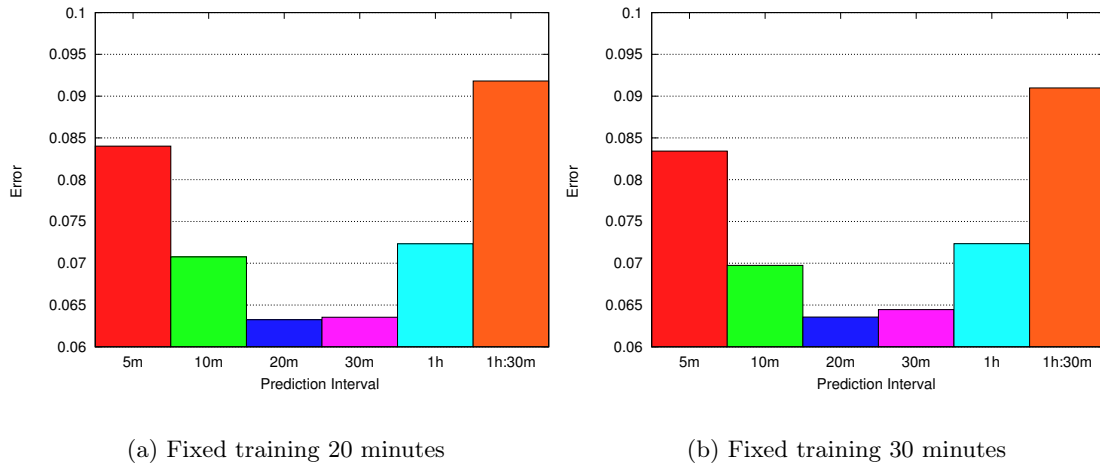 0.1
0.095
0.09
0.085
0.08
0.075
0.07
0.065
0.06
Error
5m 10m 20m 30m 1h 1h:30m
Prediction Interval
(a) Fixed training 20 minutes
0.1
0.095
0.09
0.085
0.08
0.075
0.07
0.065
0.06
Error
5m 10m 20m 30m 1h 1h:30m
Prediction Interval
(b) Fixed training 30 minutes